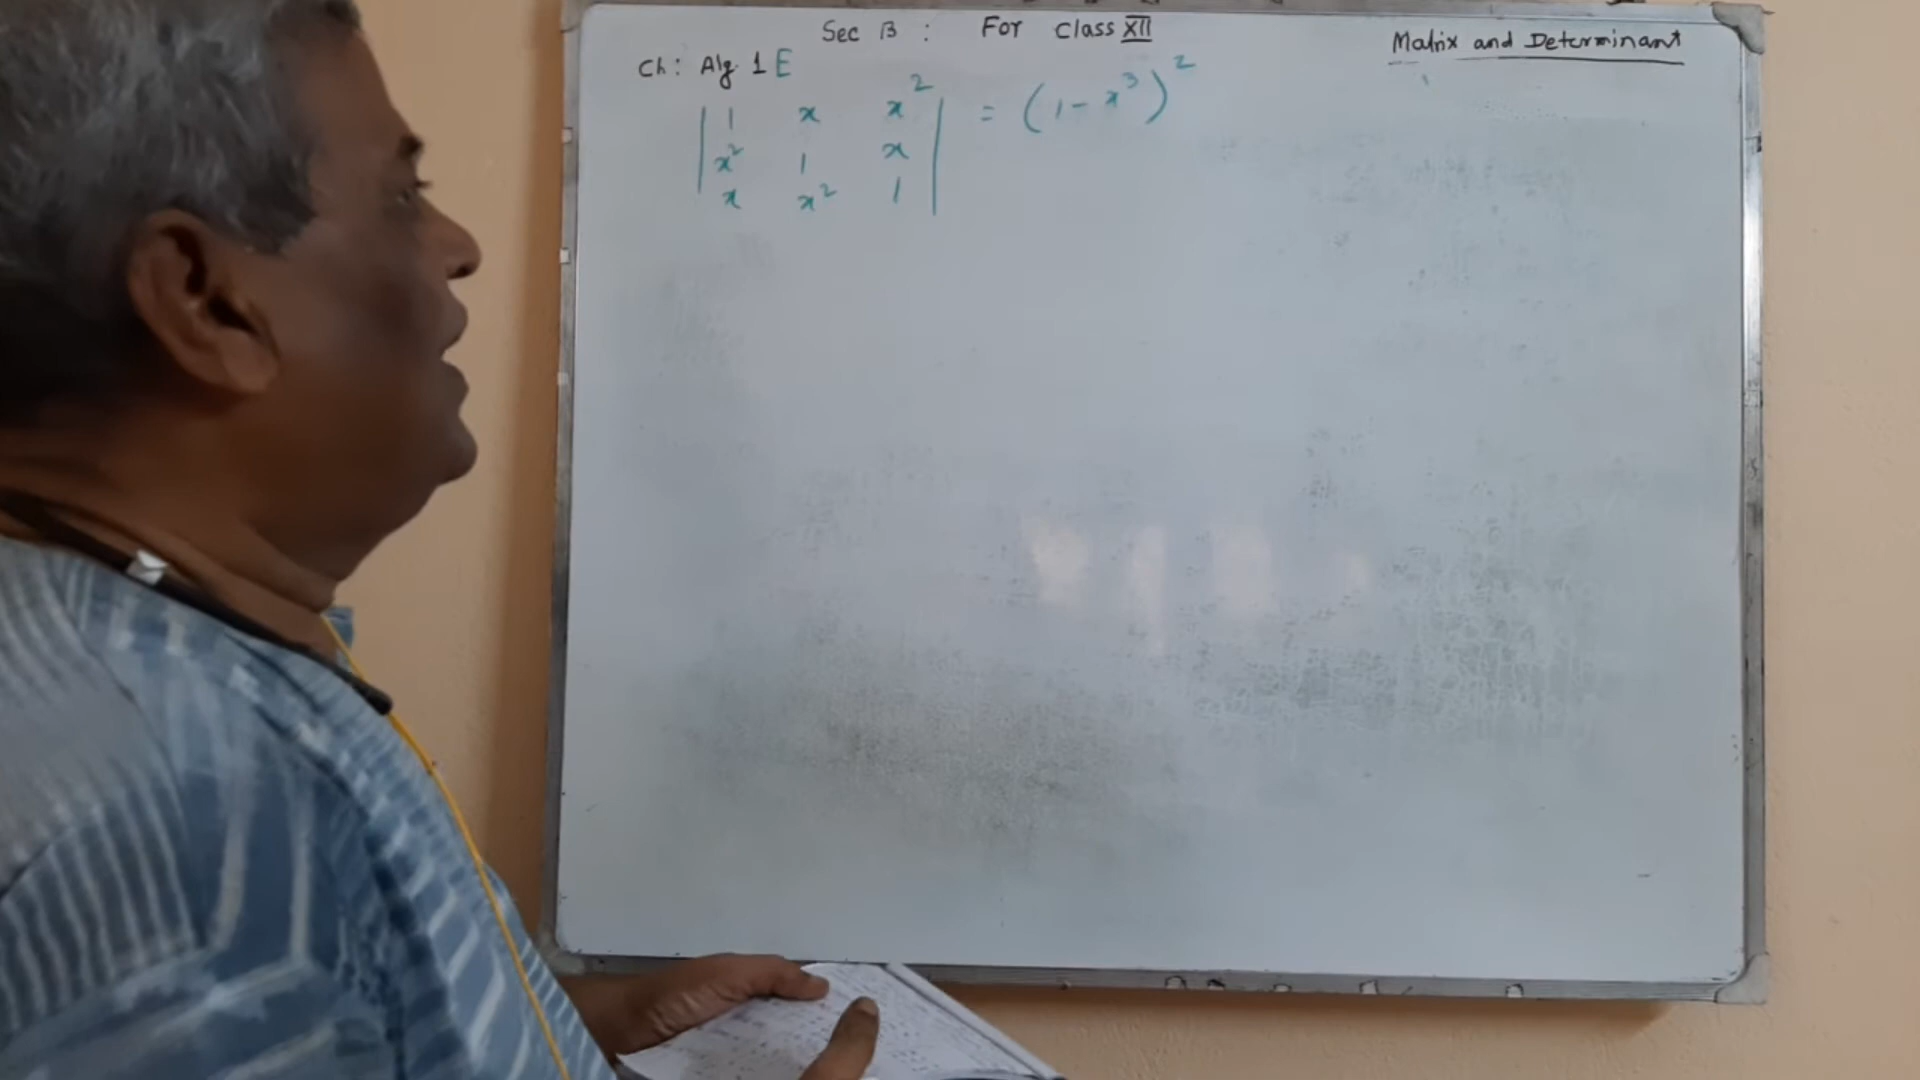 Sec B : For Class XII
Matrix and Determinant
Ch: Alg. 1 E
| 1 x x² | = (1 - x³)²
| x² 1 x |
| x x² 1 |